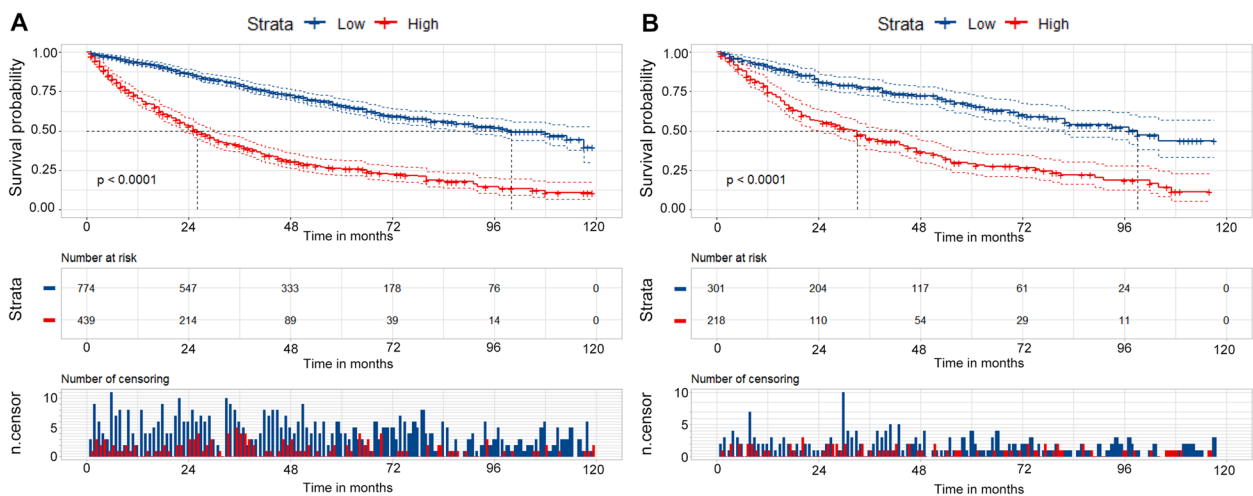 A
Strata Low High
Survival probability
1.00
0.75
0.50
0.25
0.00
p < 0.0001
0 24 48 72 96 120
Time in months
Number at risk
Strata
774 547 333 178 76 0
439 214 89 39 14 0
0 24 48 72 96 120
Time in months
Number of censoring
n.censor
10
5
0
0 24 48 72 96 120
Time in months
B
Strata Low High
Survival probability
1.00
0.75
0.50
0.25
0.00
p < 0.0001
0 24 48 72 96 120
Time in months
Number at risk
Strata
301 204 117 61 24 0
218 110 54 29 11 0
0 24 48 72 96 120
Time in months
Number of censoring
n.censor
10
5
0
0 24 48 72 96 120
Time in months